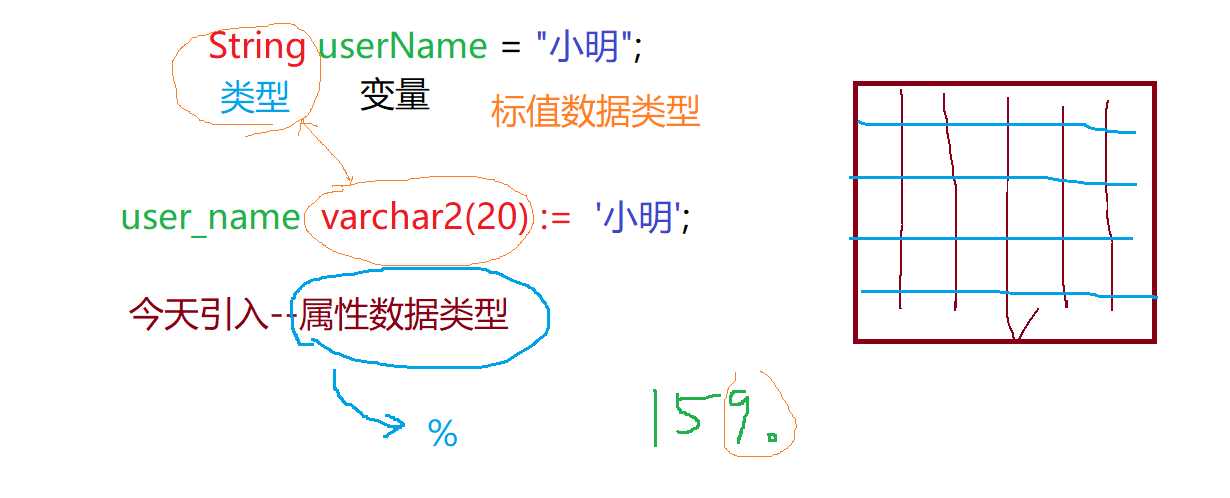 String userName = "小明";
类型 变量 标值数据类型
user_name varchar2(20) := '小明';
今天引入--属性数据类型
%
159.